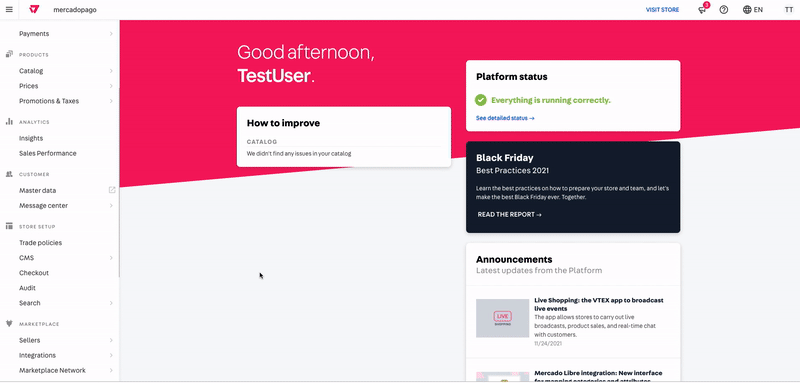 mercadopago
VISIT STORE
3
EN
TT
Payments
PRODUCTS
Catalog
Prices
Promotions & Taxes
ANALYTICS
Insights
Sales Performance
CUSTOMER
Master data
Message center
STORE SETUP
Trade policies
CMS
Checkout
Audit
Search
MARKETPLACE
Sellers
Integrations
Marketplace Network
Good afternoon,
TestUser.
How to improve
CATALOG
We didn't find any issues in your catalog
Platform status
Everything is running correctly.
See detailed status →
Black Friday
Best Practices 2021
Learn the best practices on how to prepare your store and team, and let's
make the best Black Friday ever. Together.
READ THE REPORT →
Announcements
Latest updates from the Platform
LIVE
SHOPPING
Live Shopping: the VTEX app to broadcast
live events
The app allows stores to carry out live
broadcasts, product sales, and real-time chat
with customers.
11/24/2021
Mercado Libre integration: New interface
for mapping categories and attributes